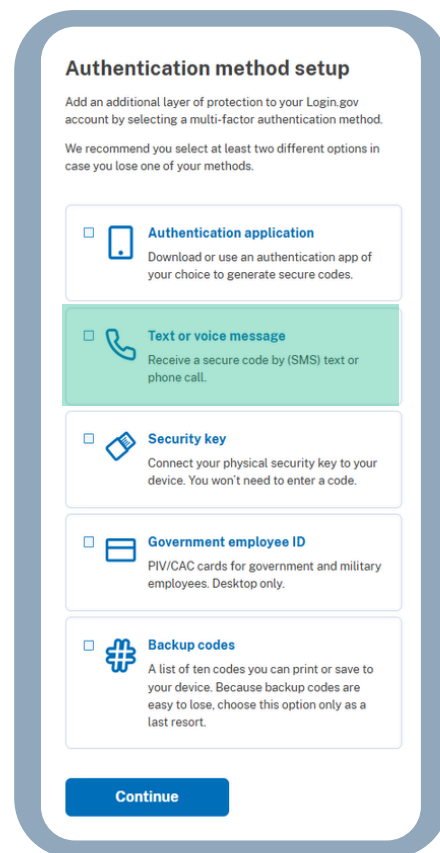 Authentication method setup
Add an additional layer of protection to your Login.gov
account by selecting a multi-factor authentication method.
We recommend you select at least two different options in
case you lose one of your methods.
Authentication application
Download or use an authentication app of
your choice to generate secure codes.
Text or voice message
Receive a secure code by (SMS) text or
phone call.
Security key
Connect your physical security key to your
device. You won’t need to enter a code.
Government employee ID
PIV/CAC cards for government and military
employees. Desktop only.
Backup codes
A list of ten codes you can print or save to
your device. Because backup codes are
easy to lose, choose this option only as a
last resort.
Continue